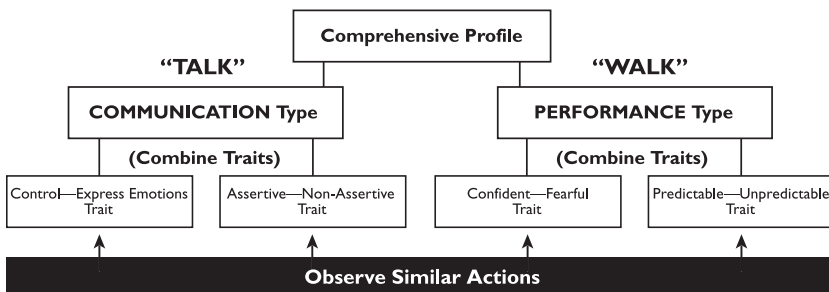 Comprehensive Profile
“TALK”
“WALK”
COMMUNICATION Type
PERFORMANCE Type
(Combine Traits)
(Combine Traits)
Control—Express Emotions
Trait
Assertive—Non-Assertive
Trait
Confident—Fearful
Trait
Predictable—Unpredictable
Trait
Observe Similar Actions